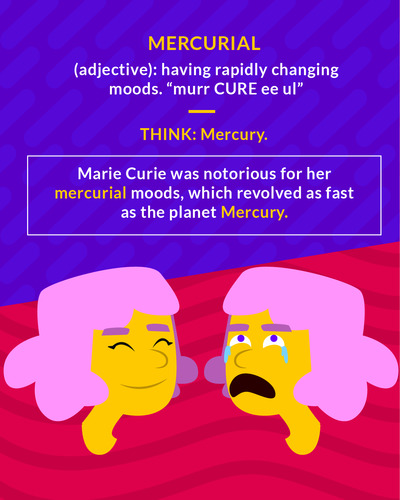 MERCURIAL
(adjective): having rapidly changing
moods. “murr CURE ee ul”
THINK: Mercury.
Marie Curie was notorious for her
mercurial moods, which revolved as fast
as the planet Mercury.